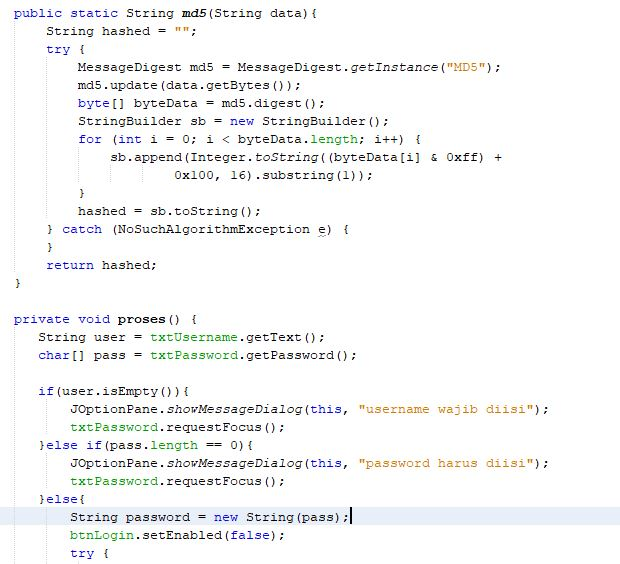 public static String md5(String data){
String hashed = "";
try {
MessageDigest md5 = MessageDigest.getInstance("MD5");
md5.update(data.getBytes());
byte[] byteData = md5.digest();
StringBuilder sb = new StringBuilder();
for (int i = 0; i < byteData.length; i++) {
sb.append(Integer.toString((byteData[i] & 0xff) +
0x100, 16).substring(1));
}
hashed = sb.toString();
} catch (NoSuchAlgorithmException e) {
}
return hashed;
}
private void proses() {
String user = txtUsername.getText();
char[] pass = txtPassword.getPassword();
if(user.isEmpty()){
JOptionPane.showMessageDialog(this, "username wajib diisi");
txtPassword.requestFocus();
}else if(pass.length == 0){
JOptionPane.showMessageDialog(this, "password harus diisi");
txtPassword.requestFocus();
}else{
String password = new String(pass);
btnLogin.setEnabled(false);
try {